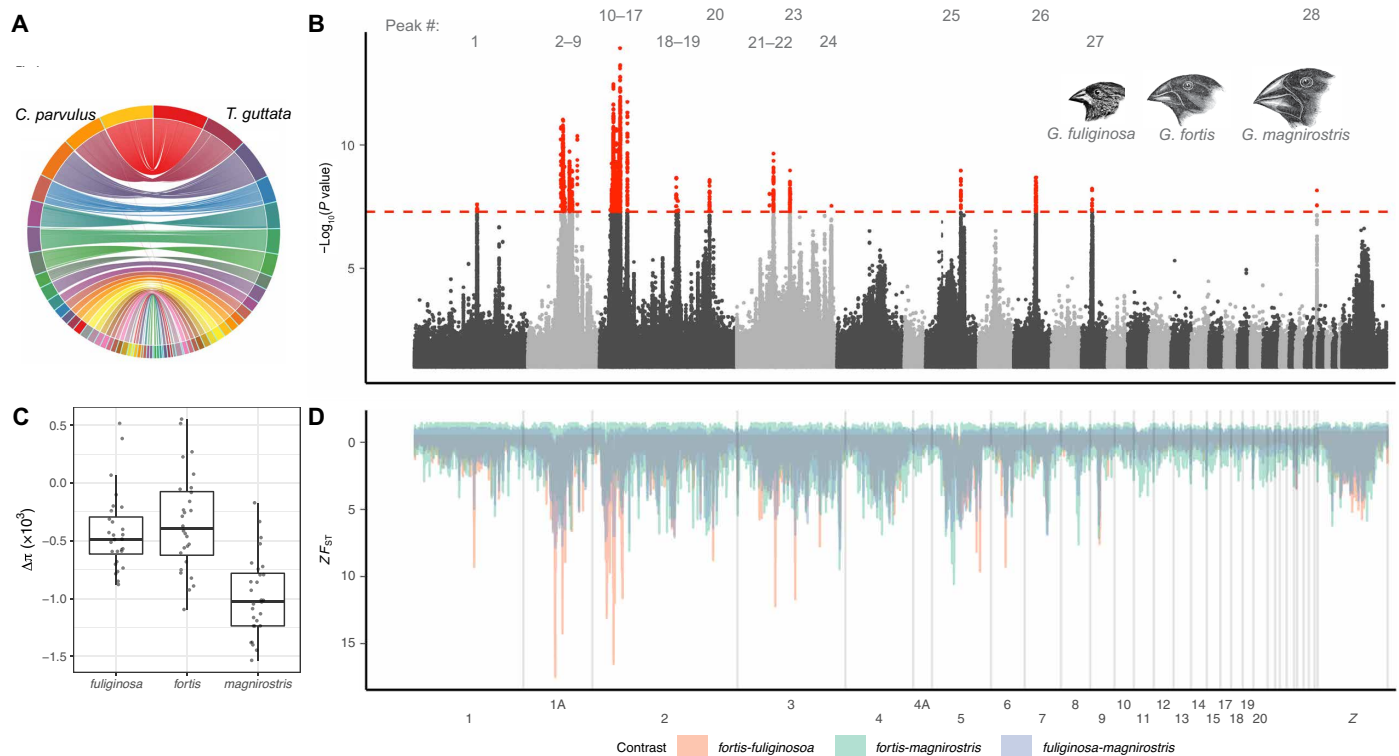 A
C. parvulus
T. guttata
B
Peak #:
10–17
20
23
25
26
28
1
2–9
18–19
21–22
24
27
−Log10(P value)
10
5
G. fuliginosa
G. fortis
G. magnirostris
C
Δπ (×10³)
0.5
0.0
−0.5
−1.0
−1.5
fuliginosa
fortis
magnirostris
D
ZFST
0
5
10
15
1A
3
4A
6
8
10
12
14
17
19
1
2
4
5
7
9
11
13
15
18
20
Z
Contrast
fortis-fuliginosoa
fortis-magnirostris
fuliginosa-magnirostris